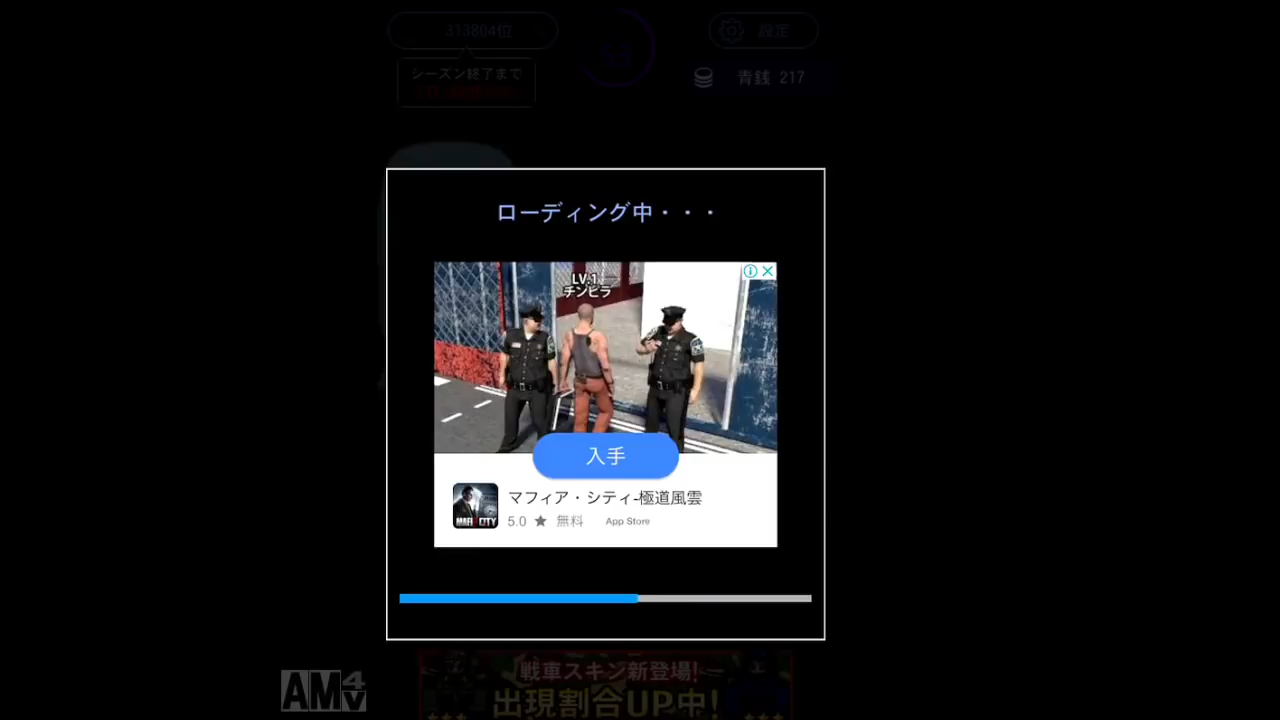 313804位
設定
シーズン終了まで
青銭 217
ローディング中・・・
LV.1
チンピラ
入手
マフィア・シティ-極道風雲
MAFI CITY
5.0 ★ 無料 App Store
戦車スキン新登場!
出現割合UP中!
AM4V